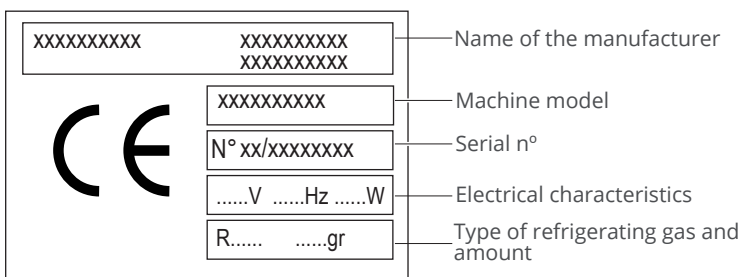 xxxxxxxxxx xxxxxxxxxx Name of the manufacturer
xxxxxxxxxx
xxxxxxxxxx Machine model
N° xx/xxxxxxxx Serial nº
......V ......Hz ......W Electrical characteristics
R...... ......gr Type of refrigerating gas and
amount
CE